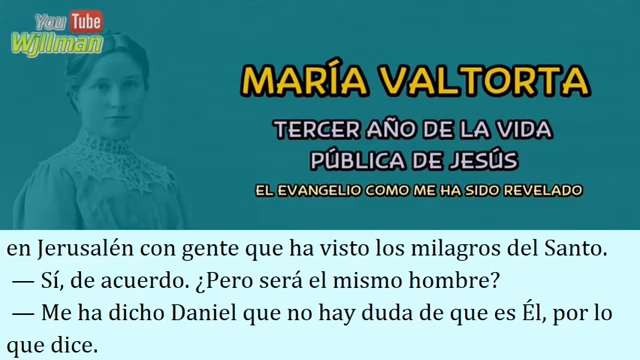 You Tube
Wjllman
MARÍA VALTORTA
TERCER AÑO DE LA VIDA
PÚBLICA DE JESÚS
EL EVANGELIO COMO ME HA SIDO REVELADO
en Jerusalén con gente que ha visto los milagros del Santo.
— Sí, de acuerdo. ¿Pero será el mismo hombre?
— Me ha dicho Daniel que no hay duda de que es Él, por lo
que dice.